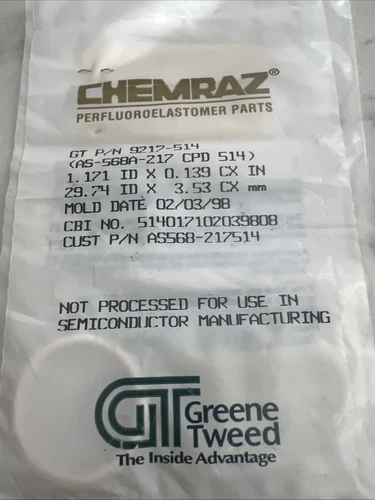 CHEMRAZ®
PERFLUOROELASTOMER PARTS
GT P/N 9217-514
(AS-568A-217 CPD 514)
1.171 ID X 0.139 CX IN
29.74 ID X 3.53 CX mm
MOLD DATE 02/03/98
CBI NO. 514017102039808
CUST P/N AS568-217514
NOT PROCESSED FOR USE IN
SEMICONDUCTOR MANUFACTURING
GT Greene
Tweed
The Inside Advantage